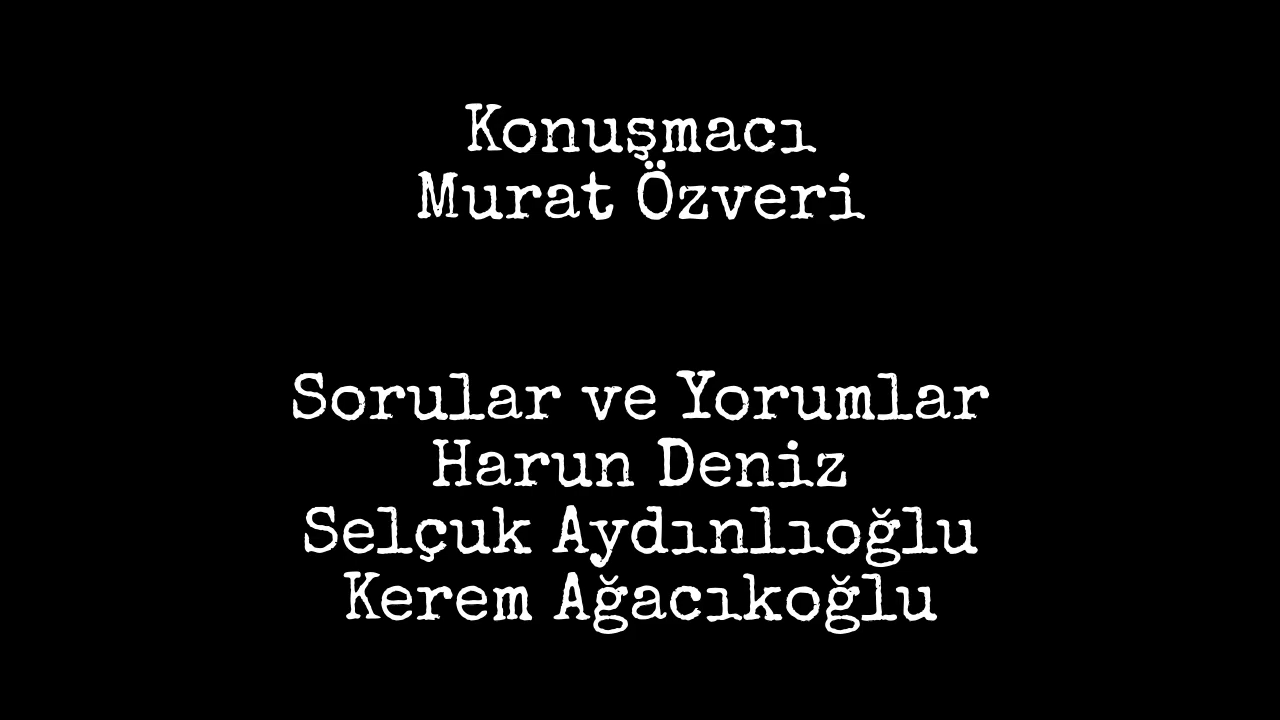 Konuşmacı
Murat Özveri
Sorular ve Yorumlar
Harun Deniz
Selçuk Aydınlıoğlu
Kerem Ağacıkoğlu